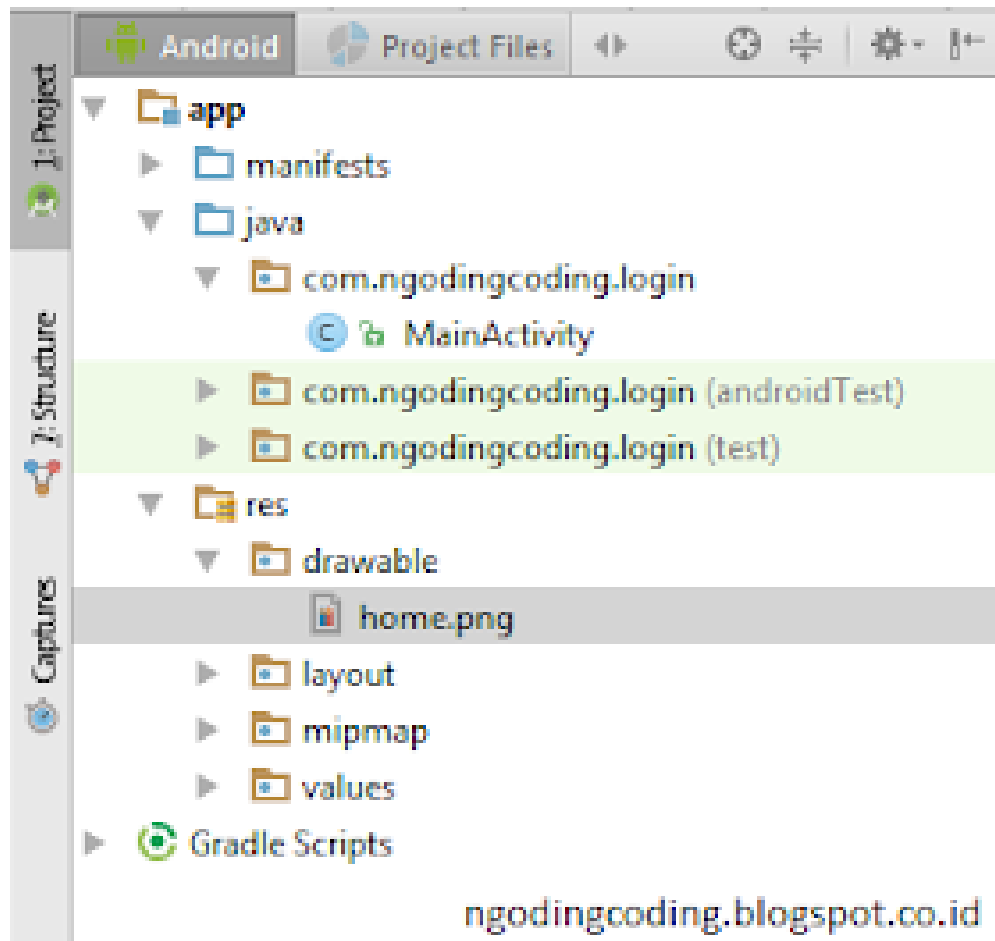 Android Project Files
1: Project
app
manifests
java
com.ngodingcoding.login
C MainActivity
com.ngodingcoding.login (androidTest)
com.ngodingcoding.login (test)
res
drawable
home.png
layout
mipmap
values
Gradle Scripts
7: Structure
Captures
ngodingcoding.blogspot.co.id